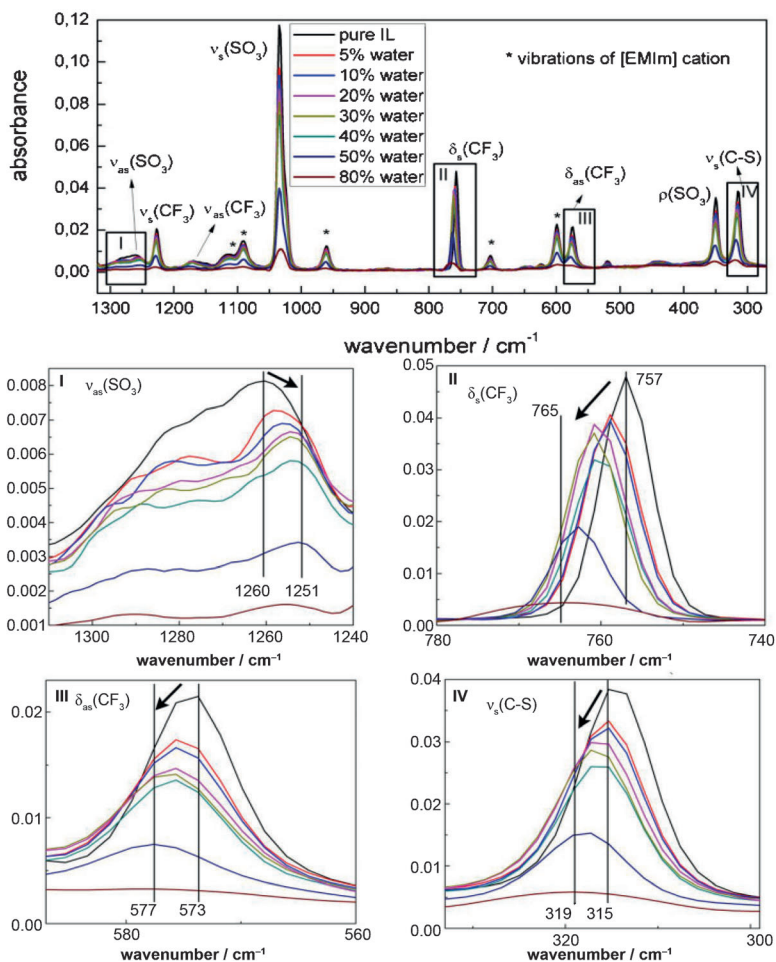 absorbance
0,12
0,10
0,08
0,06
0,04
0.02
0,00
1300 1200 1100 1000 900 800 700 600 500 400 300
wavenumber / cm⁻¹
νs(SO₃)
pure IL
5% water
10% water
20% water
30% water
40% water
50% water
80% water
* vibrations of [EMIm] cation
νas(SO₃)
νs(CF₃)
νas(CF₃)
δs(CF₃)
δas(CF₃)
νs(C-S)
ρ(SO₃)
I
II
III
IV
* * * * *
I νas(SO₃)
0.008
0.007
0.006
0.005
0.004
0.003
0.002
0.001
1260 1251
1300 1280 1260 1240
wavenumber / cm⁻¹
II δs(CF₃)
0.05
0.04
0.03
0.02
0.01
0.00
765 757
780 760 740
wavenumber / cm⁻¹
III δas(CF₃)
0.02
0.01
0.00
577 573
580 560
wavenumber / cm⁻¹
IV νs(C-S)
0.04
0.03
0.02
0.01
0.00
319 315
320 300
wavenumber / cm⁻¹